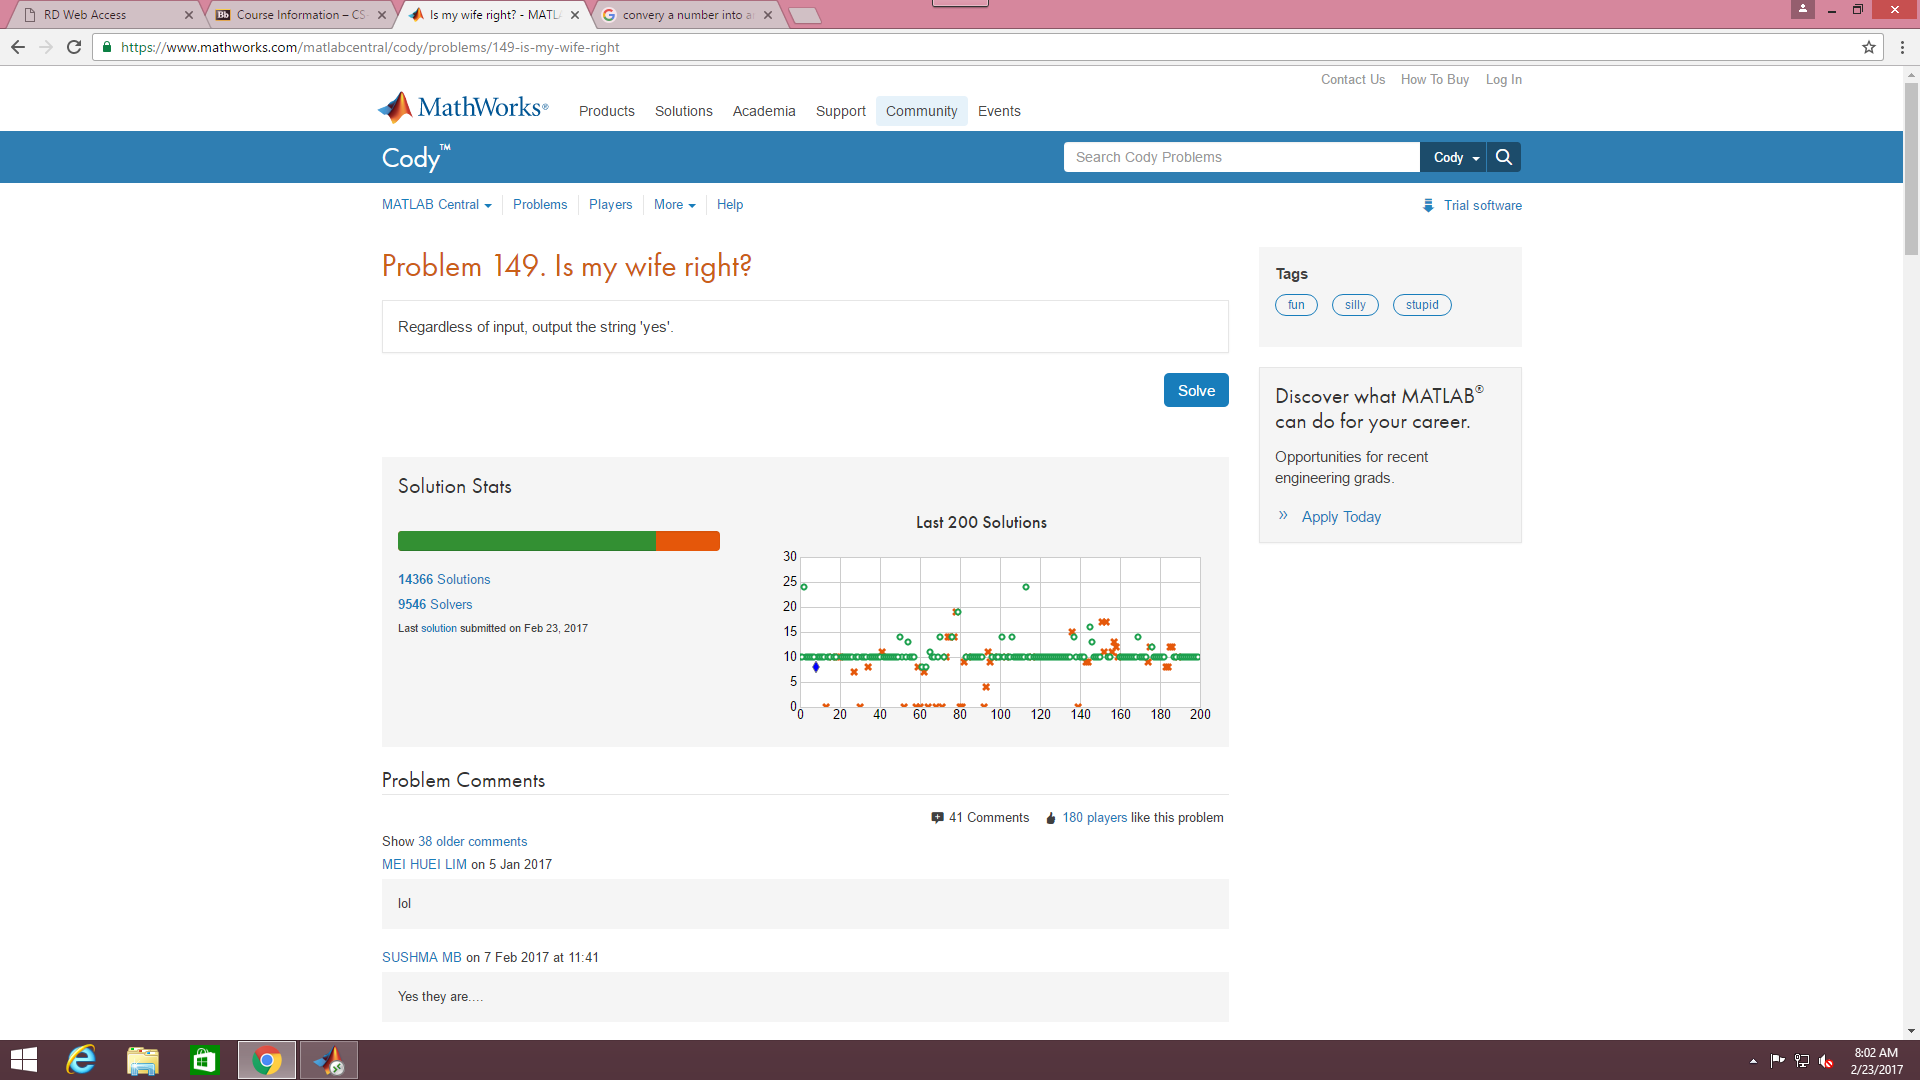 RD Web Access
Bb Course Information – CS-
Is my wife right? - MATLA
convery a number into a
https://www.mathworks.com/matlabcentral/cody/problems/149-is-my-wife-right
Contact Us How To Buy Log In
MathWorks® Products Solutions Academia Support Community Events
Cody™ Search Cody Problems Cody
MATLAB Central Problems Players More Help Trial software
Problem 149. Is my wife right?
Regardless of input, output the string 'yes'.
Solve
Tags
fun silly stupid
Discover what MATLAB®
can do for your career.
Opportunities for recent
engineering grads.
» Apply Today
Solution Stats
14366 Solutions
9546 Solvers
Last solution submitted on Feb 23, 2017
Last 200 Solutions
30
25
20
15
10
5
0
0 20 40 60 80 100 120 140 160 180 200
Problem Comments
41 Comments 180 players like this problem
Show 38 older comments
MEI HUEI LIM on 5 Jan 2017
lol
SUSHMA MB on 7 Feb 2017 at 11:41
Yes they are....
8:02 AM
2/23/2017